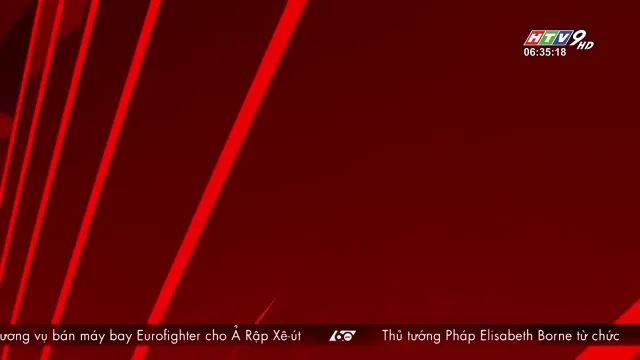 HTV9 HD
06:35:18
ương vụ bán máy bay Eurofighter cho Ả Rập Xê-út 60 Thủ tướng Pháp Elisabeth Borne từ chức